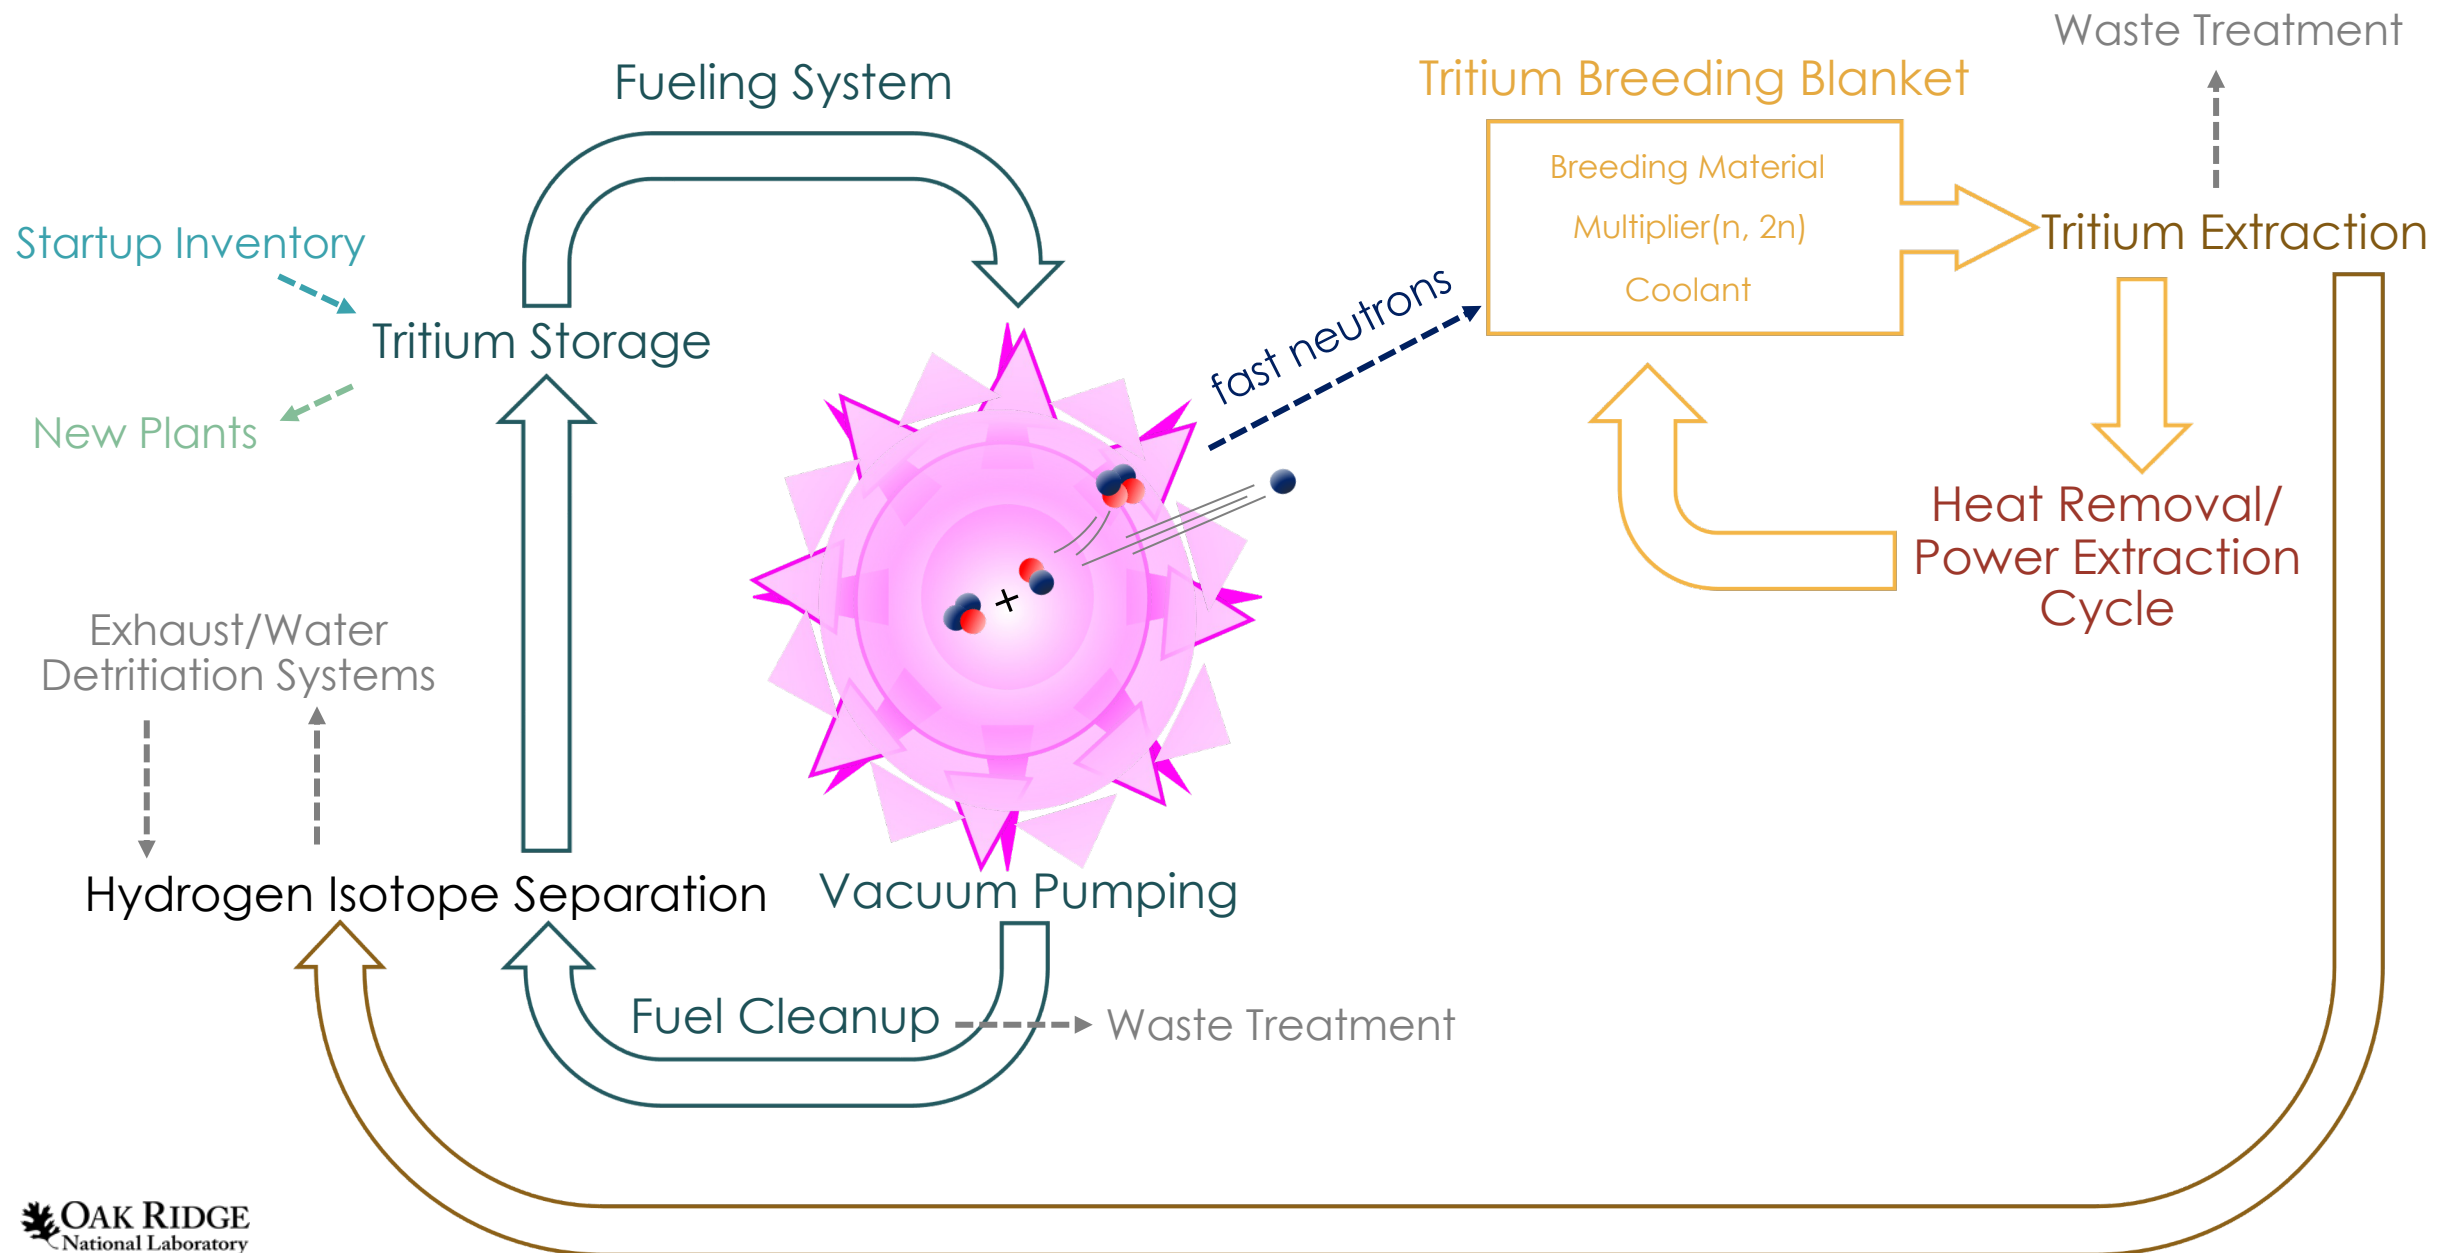 Waste Treatment
Fueling System
Tritium Breeding Blanket
Breeding Material
Multiplier(n, 2n)
Coolant
Tritium Extraction
Startup Inventory
Tritium Storage
New Plants
fast neutrons
Heat Removal/
Power Extraction
Cycle
+
Exhaust/Water
Detritiation Systems
Hydrogen Isotope Separation
Vacuum Pumping
Fuel Cleanup
Waste Treatment
OAK RIDGE
National Laboratory